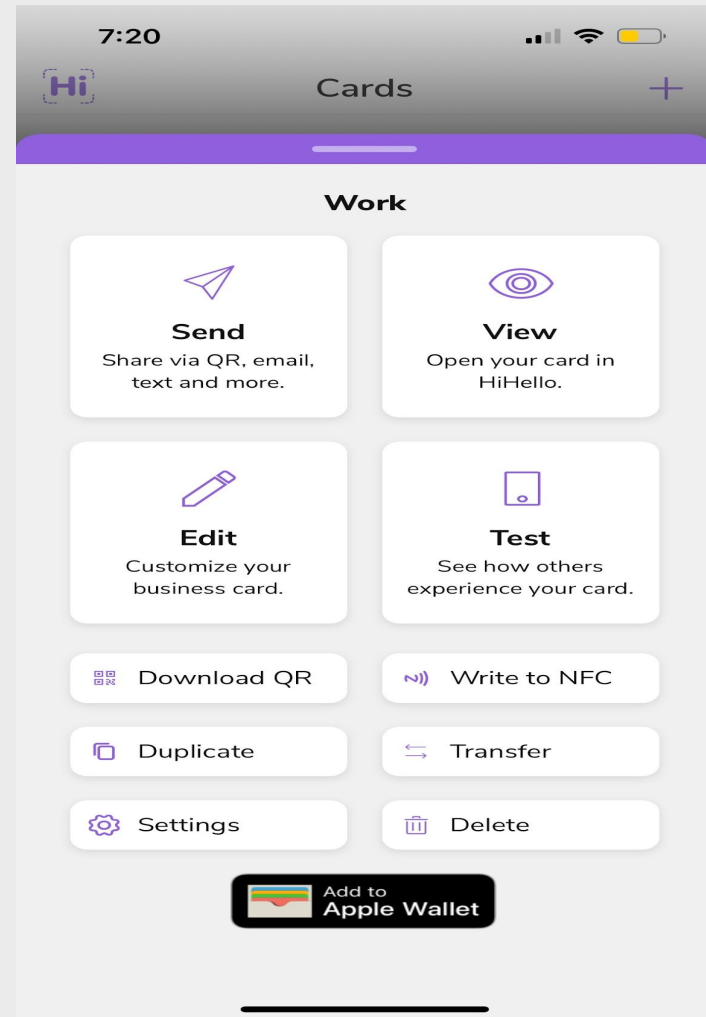 7:20
Hi
Cards
Work
Send
Share via QR, email,
text and more.
View
Open your card in
HiHello.
Edit
Customize your
business card.
Test
See how others
experience your card.
Download QR
Write to NFC
Duplicate
Transfer
Settings
Delete
Add to
Apple Wallet